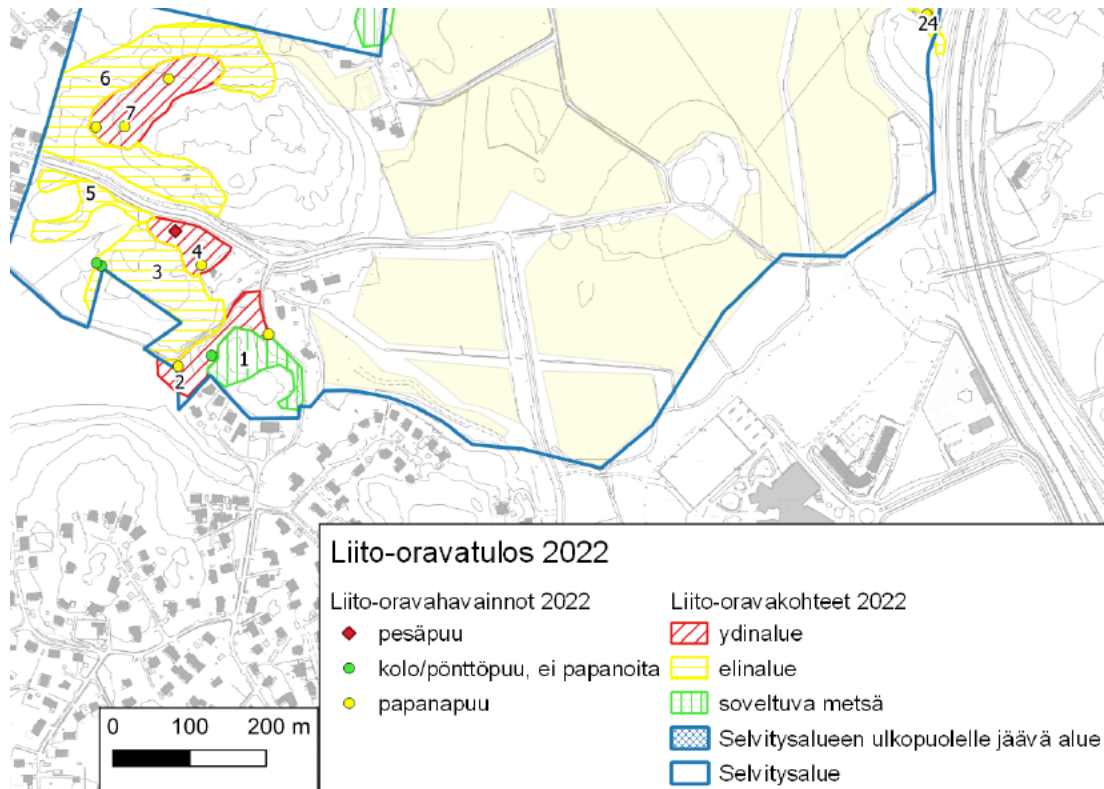 24
6
7
5
4
3
1
2
Liito-oravatulos 2022
Liito-oravahavainnot 2022
pesäpuu
kolo/pönttöpuu, ei papanoita
papanapuu
Liito-oravakohteet 2022
ydinalue
elinalue
soveltuva metsä
Selvitysalueen ulkopuolelle jäävä alue
Selvitysalue
0 100 200 m